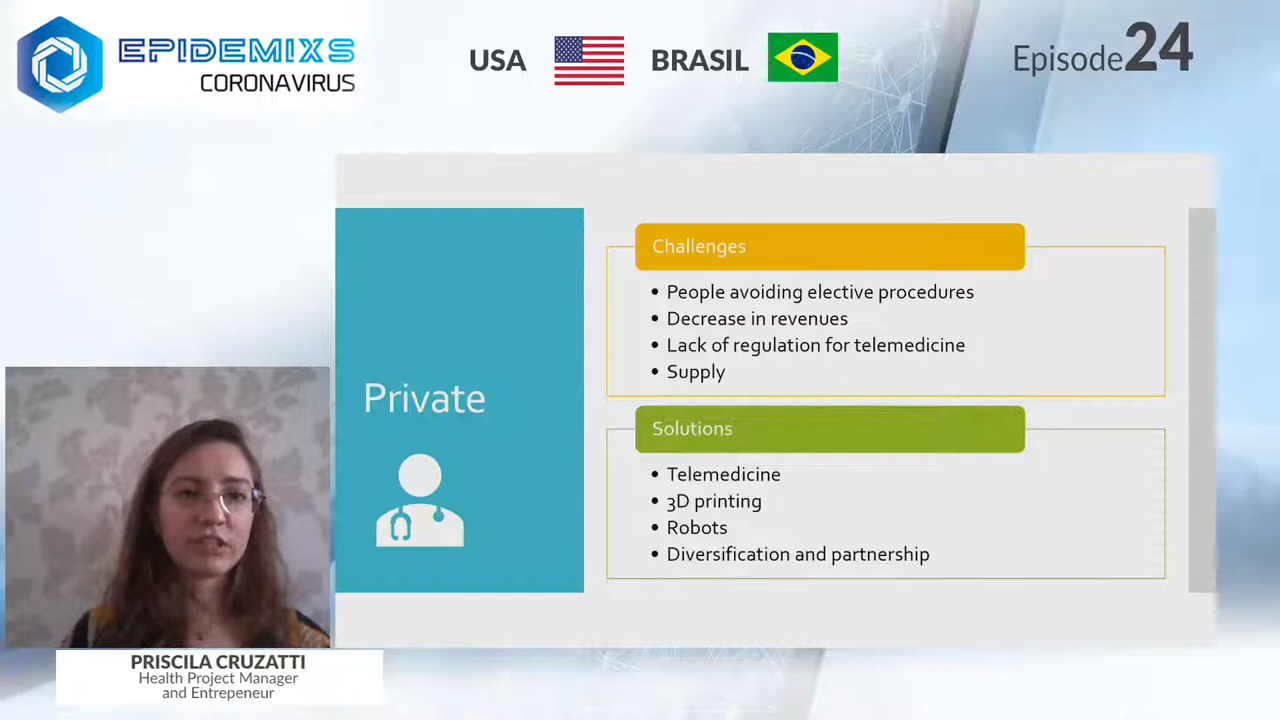 EPIDEMIXS
CORONAVIRUS
USA
BRASIL
Episode24
Private
Challenges
• People avoiding elective procedures
• Decrease in revenues
• Lack of regulation for telemedicine
• Supply
Solutions
• Telemedicine
• 3D printing
• Robots
• Diversification and partnership
PRISCILA CRUZATTI
Health Project Manager
and Entrepeneur